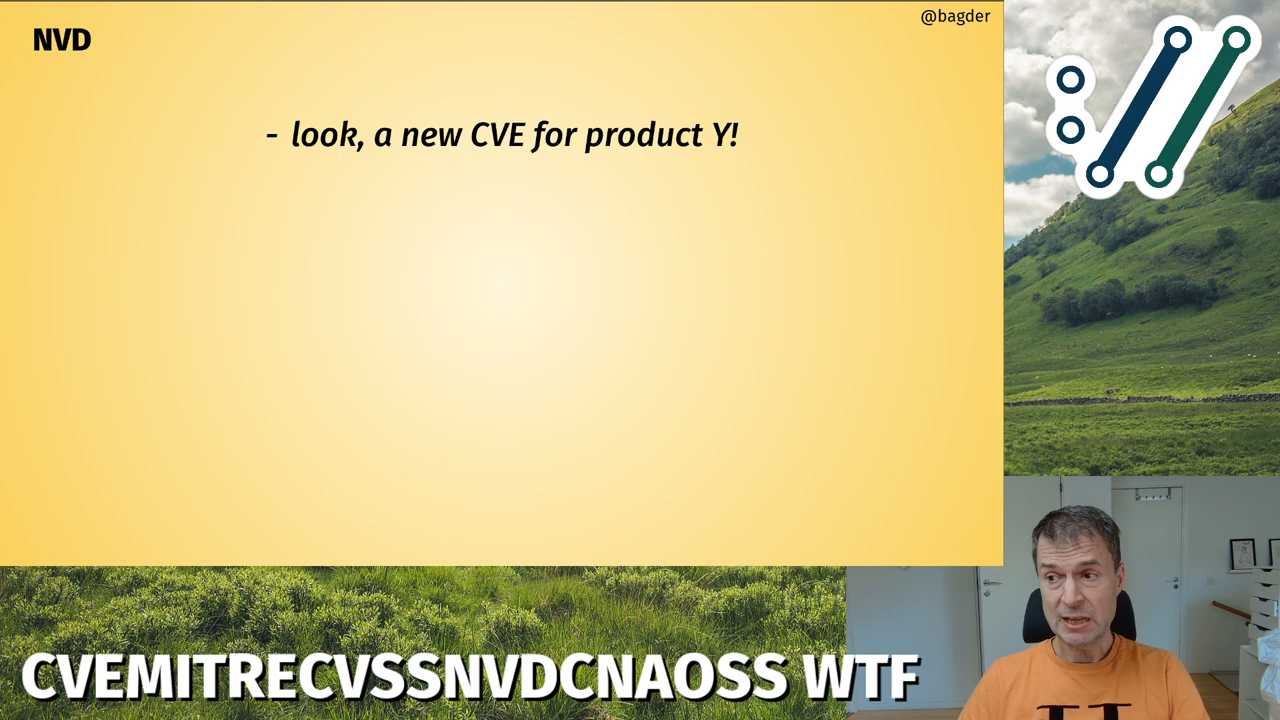 @bagder
NVD
- look, a new CVE for product Y!
CVEMITRECVSSNVDCNAOSS WTF